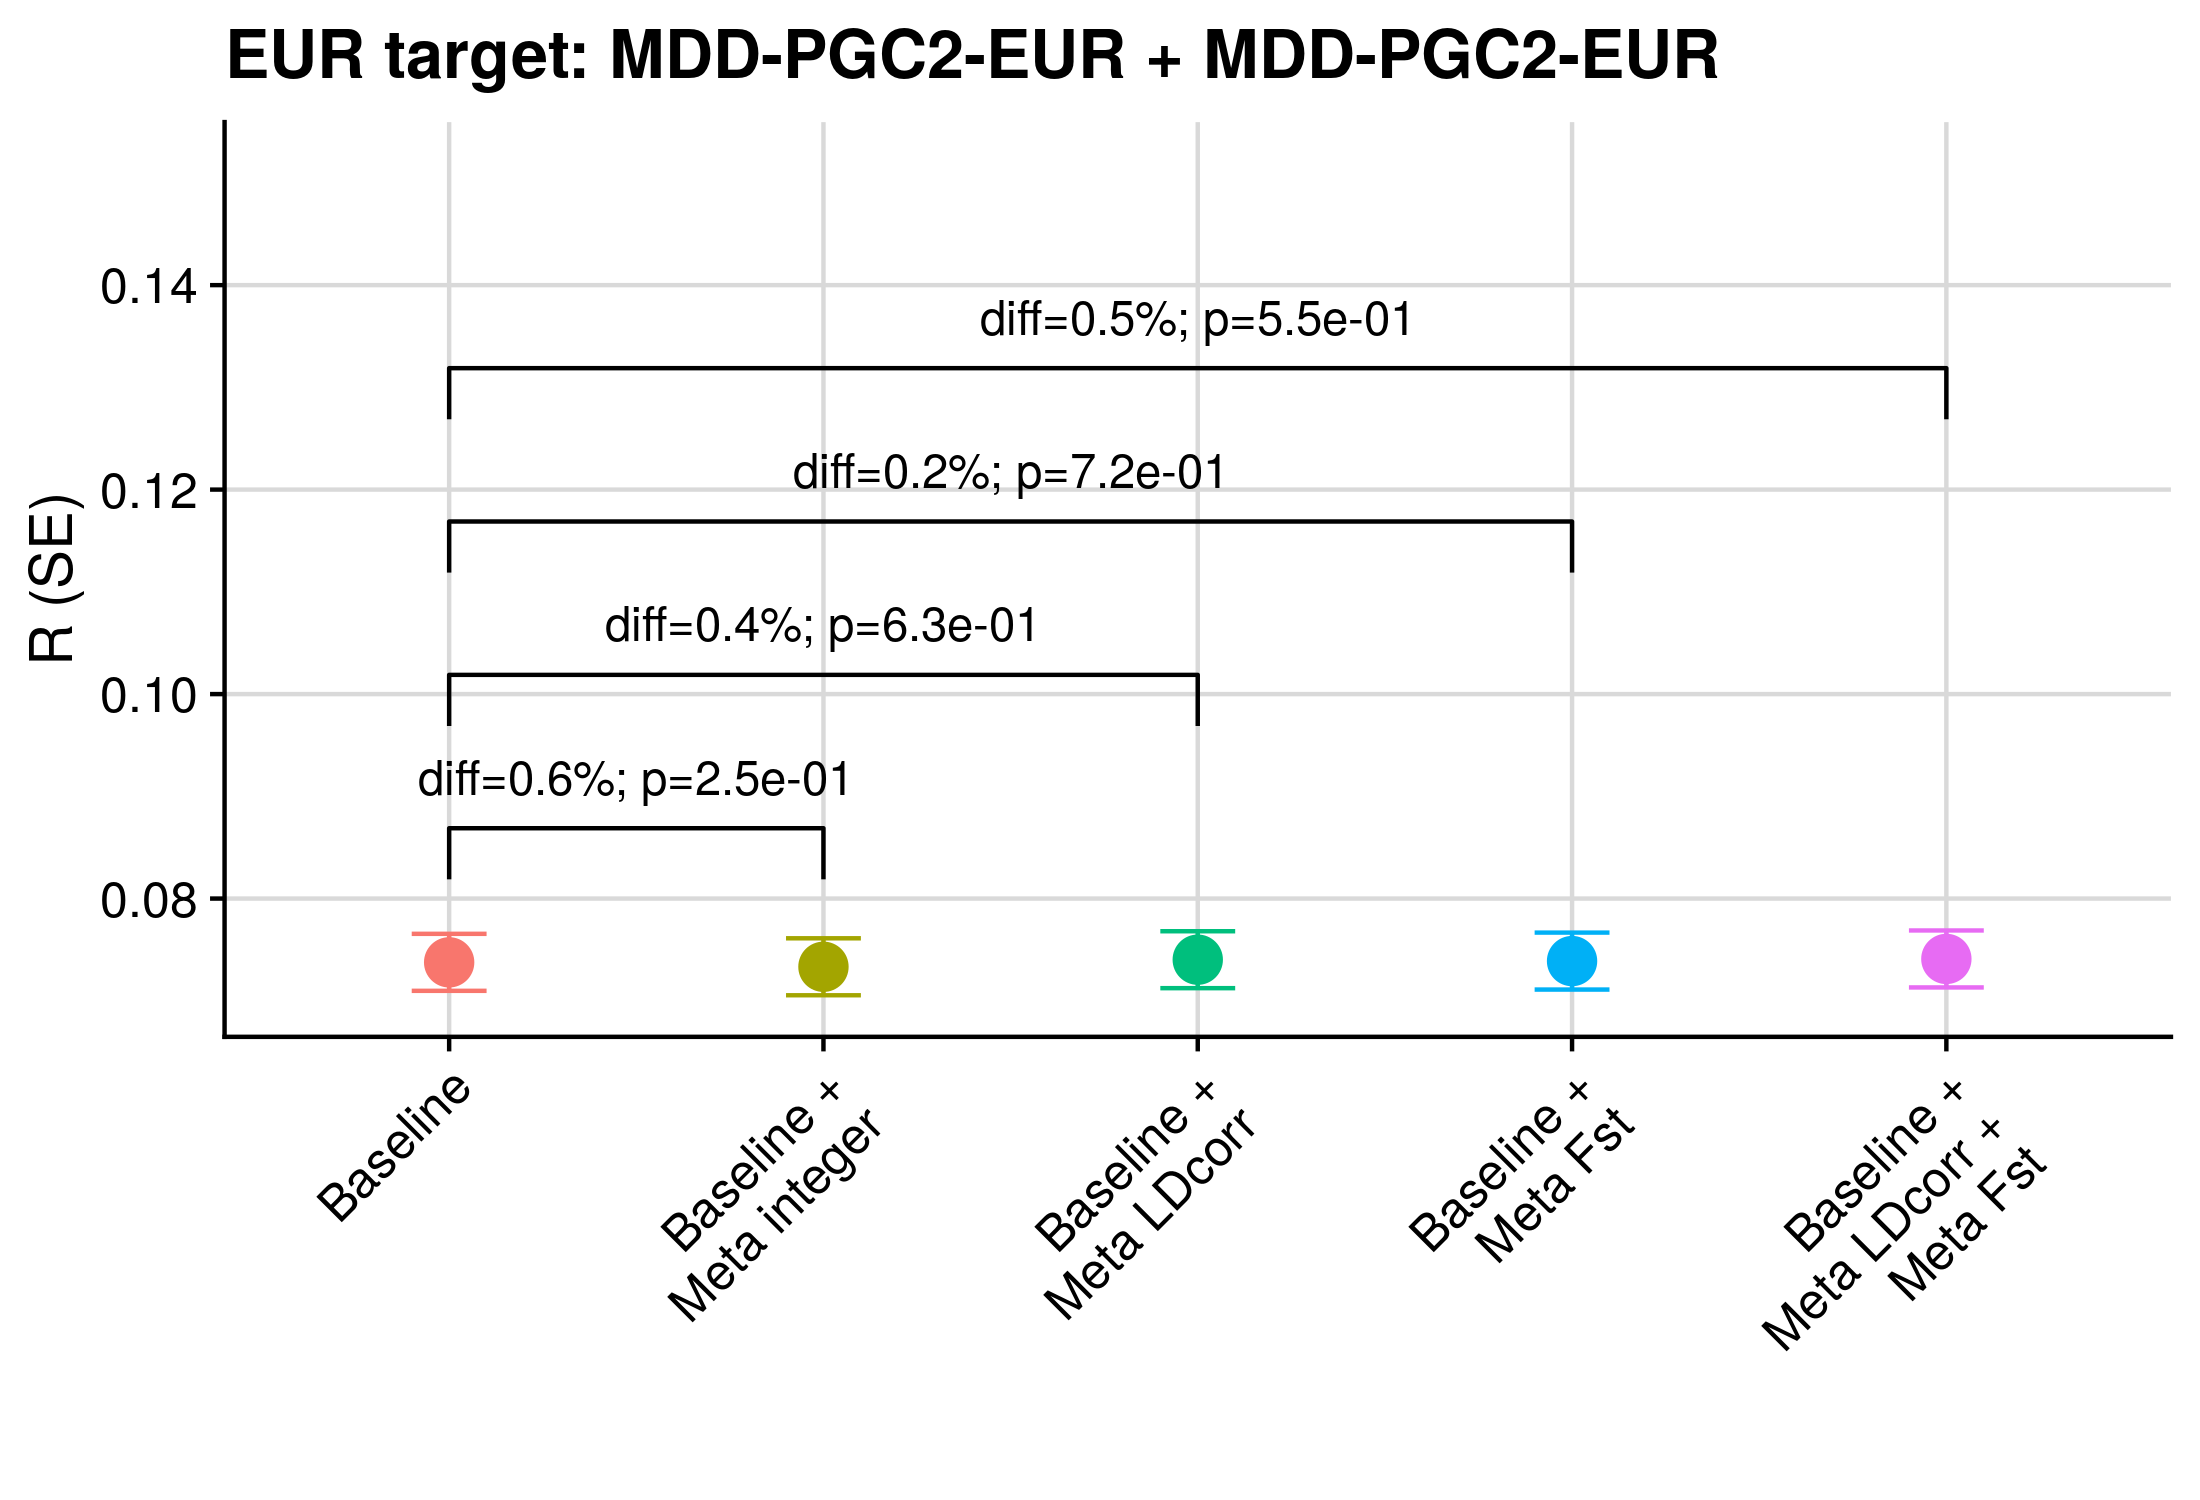 EUR target: MDD-PGC2-EUR + MDD-PGC2-EUR
R (SE)
0.14
0.12
0.10
0.08
diff=0.5%; p=5.5e-01
diff=0.2%; p=7.2e-01
diff=0.4%; p=6.3e-01
diff=0.6%; p=2.5e-01
Baseline
Baseline +
Meta integer
Baseline +
Meta LDcorr
Baseline +
Meta Fst
Baseline +
Meta LDcorr +
Meta Fst